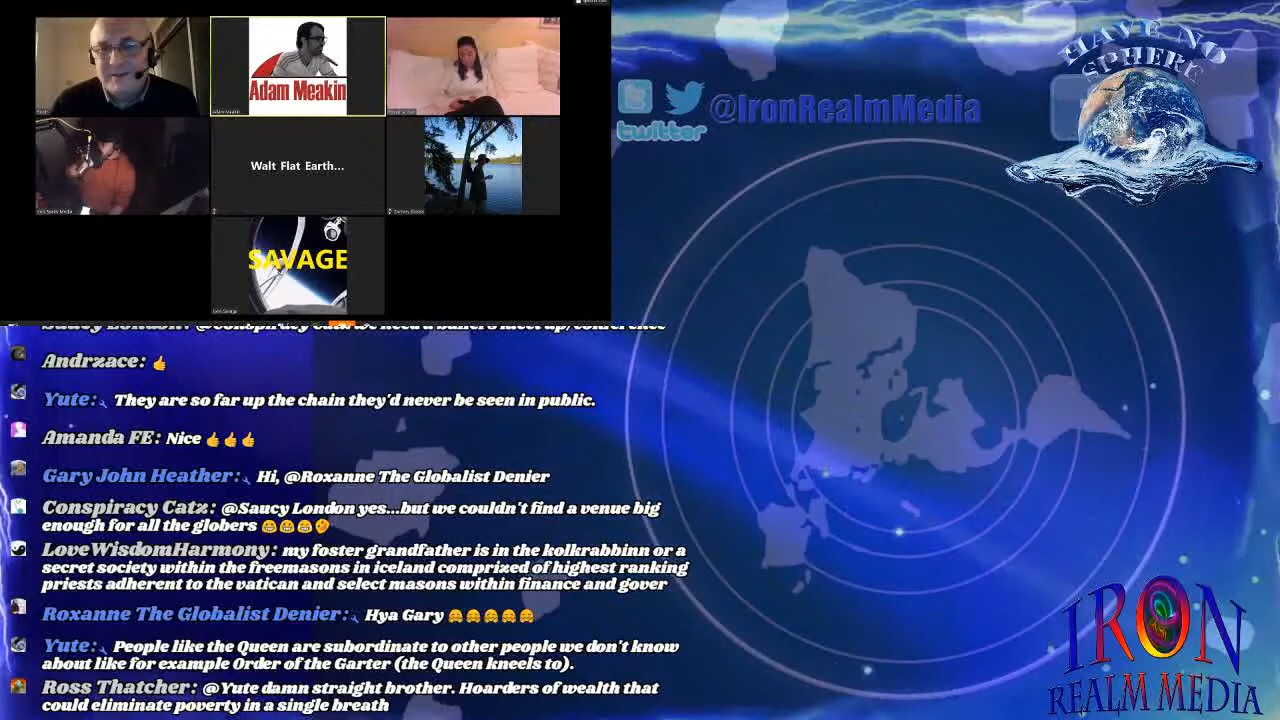 Adam Meakin
Walt Flat Earth...
SAVAGE
twitter
@IronRealmMedia
HAVE NO
SPHERE
Andrzace: 👍
Yute: They are so far up the chain they'd never be seen in public.
Amanda FE: Nice 👍👍👍
Gary John Heather: Hi, @Roxanne The Globalist Denier
Conspiracy Catz: @Saucy London yes...but we couldn't find a venue big
enough for all the globers 😂😂😂🤣
LoveWisdomHarmony: my foster grandfather is in the kolkrabbinn or a
secret society within the freemasons in iceland comprized of highest ranking
priests adherent to the vatican and select masons within finance and gover
Roxanne The Globalist Denier: Hya Gary 🤗🤗🤗🤗🤗
Yute: People like the Queen are subordinate to other people we don't know
about like for example Order of the Garter (the Queen kneels to).
Ross Thatcher: @Yute damn straight brother. Hoarders of wealth that
could eliminate poverty in a single breath
IRON
REALM MEDIA